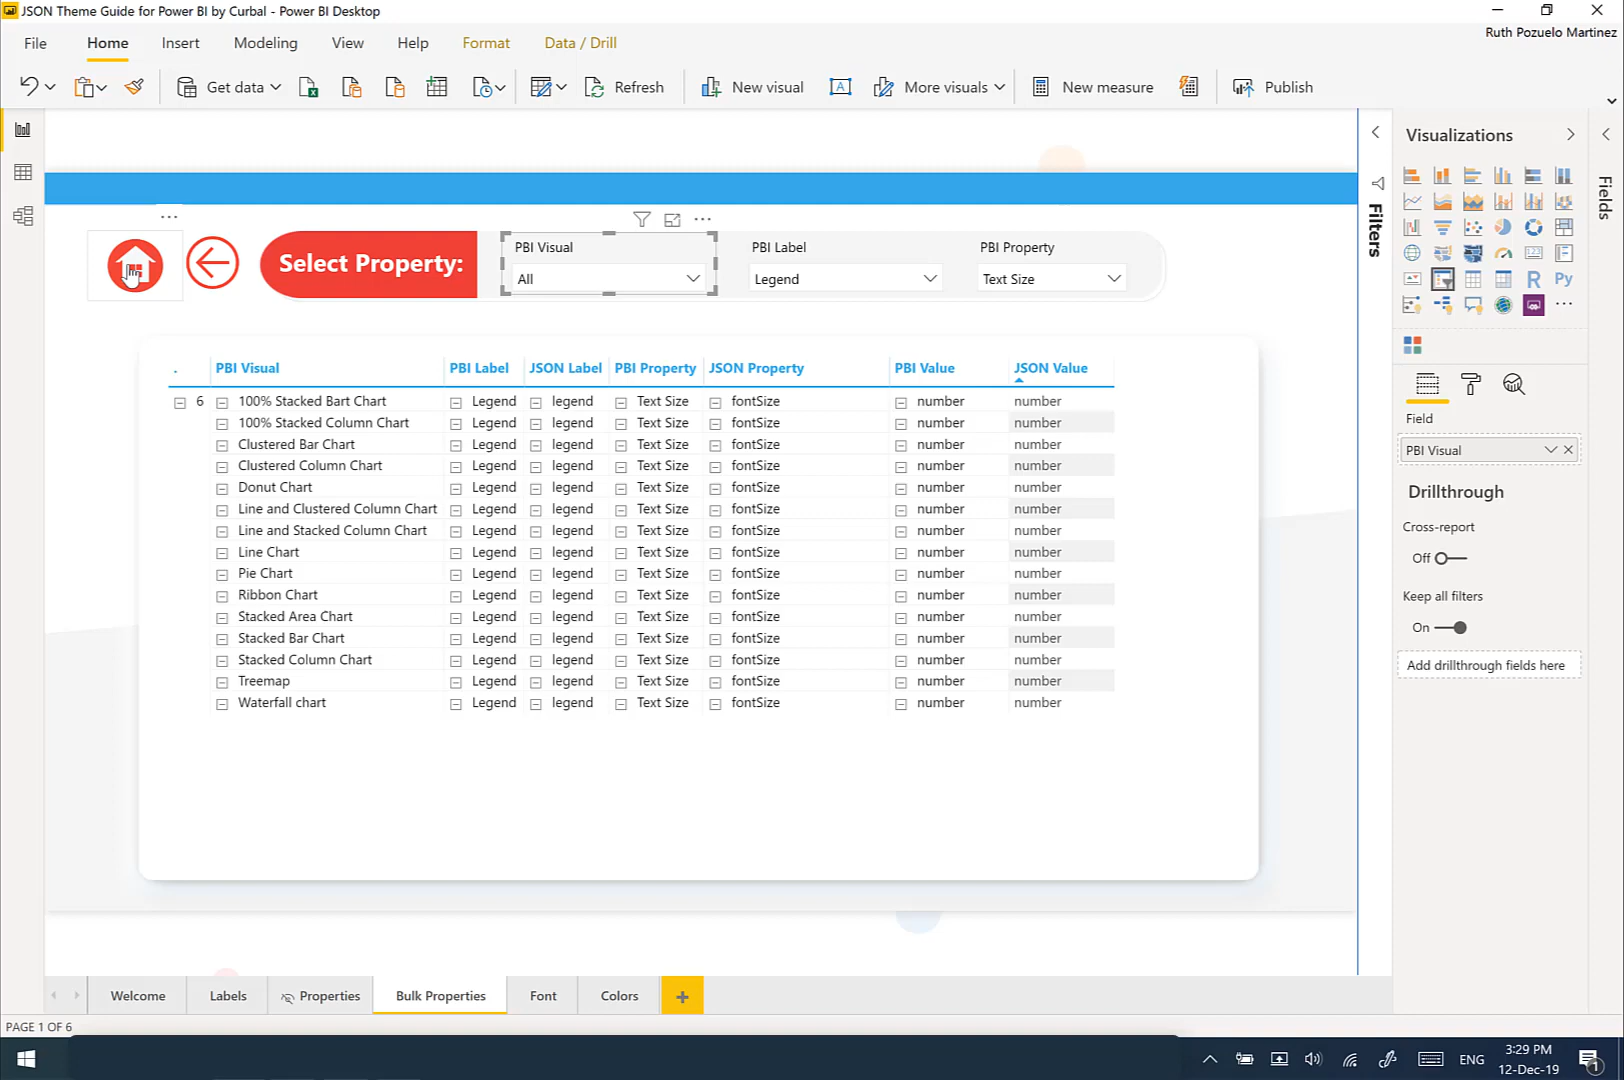 JSON Theme Guide for Power BI by Curbal - Power BI Desktop
Ruth Pozuelo Martinez
File Home Insert Modeling View Help Format Data / Drill
Get data Refresh New visual A More visuals New measure Publish
Visualizations
Fields
Filters
Select Property:
PBI Visual PBI Label PBI Property
All Legend Text Size
. PBI Visual PBI Label JSON Label PBI Property JSON Property PBI Value JSON Value
6 100% Stacked Bart Chart Legend legend Text Size fontSize number number
100% Stacked Column Chart Legend legend Text Size fontSize number number
Clustered Bar Chart Legend legend Text Size fontSize number number
Clustered Column Chart Legend legend Text Size fontSize number number
Donut Chart Legend legend Text Size fontSize number number
Line and Clustered Column Chart Legend legend Text Size fontSize number number
Line and Stacked Column Chart Legend legend Text Size fontSize number number
Line Chart Legend legend Text Size fontSize number number
Pie Chart Legend legend Text Size fontSize number number
Ribbon Chart Legend legend Text Size fontSize number number
Stacked Area Chart Legend legend Text Size fontSize number number
Stacked Bar Chart Legend legend Text Size fontSize number number
Stacked Column Chart Legend legend Text Size fontSize number number
Treemap Legend legend Text Size fontSize number number
Waterfall chart Legend legend Text Size fontSize number number
R Py
Field
PBI Visual
Drillthrough
Cross-report
Off
Keep all filters
On
Add drillthrough fields here
Welcome Labels Properties Bulk Properties Font Colors +
PAGE 1 OF 6
ENG
3:29 PM
12-Dec-19
1